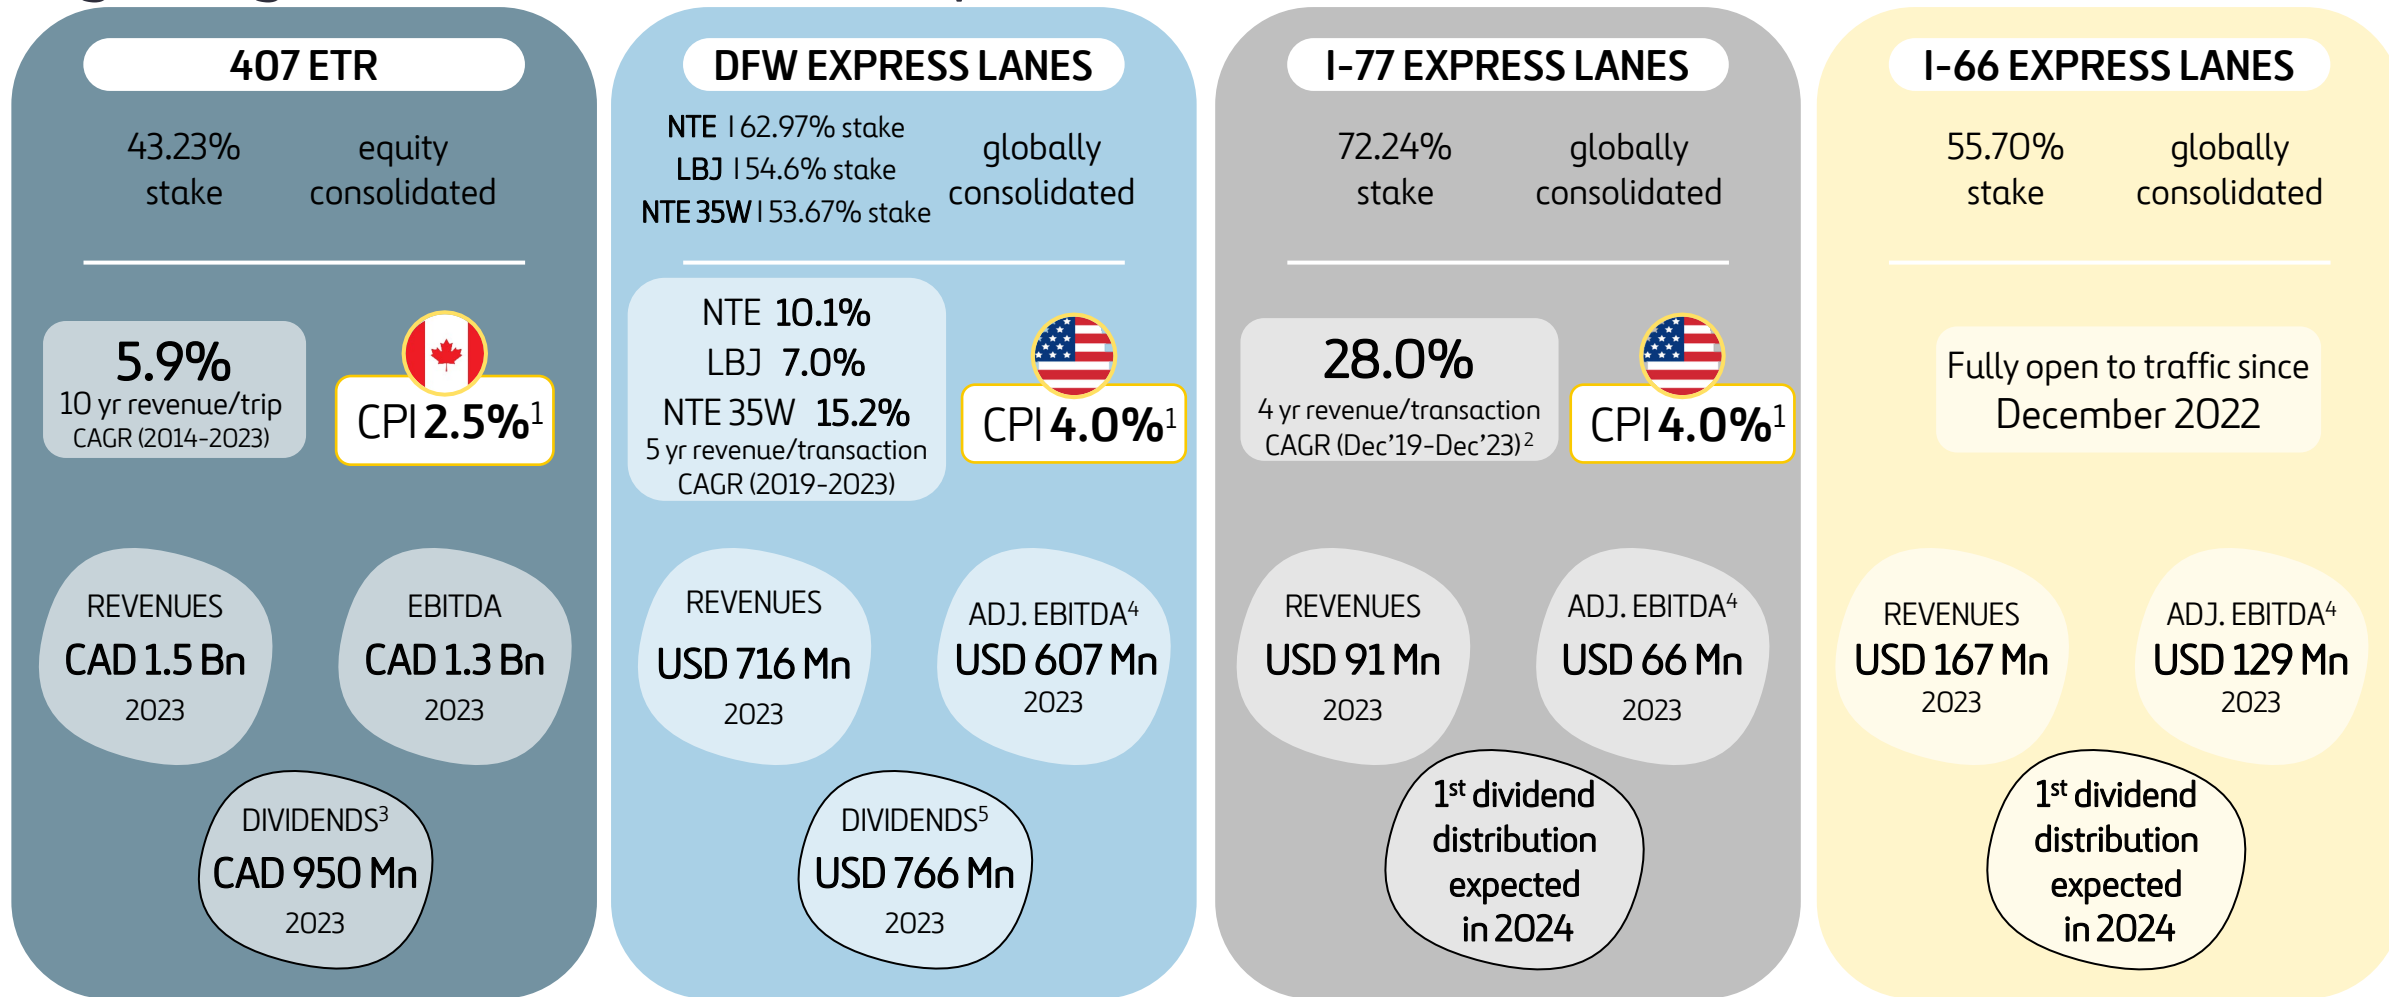 407 ETR
43.23%
stake
equity
consolidated
5.9%
10 yr revenue/trip
CAGR (2014-2023)
CPI 2.5%1
REVENUES
CAD 1.5 Bn
2023
EBITDA
CAD 1.3 Bn
2023
DIVIDENDS3
CAD 950 Mn
2023
DFW EXPRESS LANES
NTE I 62.97% stake
LBJ I 54.6% stake
NTE 35W I 53.67% stake
globally
consolidated
NTE 10.1%
LBJ 7.0%
NTE 35W 15.2%
5 yr revenue/transaction
CAGR (2019-2023)
CPI 4.0%1
REVENUES
USD 716 Mn
2023
ADJ. EBITDA4
USD 607 Mn
2023
DIVIDENDS5
USD 766 Mn
2023
I-77 EXPRESS LANES
72.24%
stake
globally
consolidated
28.0%
4 yr revenue/transaction
CAGR (Dec’19-Dec’23)2
CPI 4.0%1
REVENUES
USD 91 Mn
2023
ADJ. EBITDA4
USD 66 Mn
2023
1st dividend
distribution
expected
in 2024
I-66 EXPRESS LANES
55.70%
stake
globally
consolidated
Fully open to traffic since
December 2022
REVENUES
USD 167 Mn
2023
ADJ. EBITDA4
USD 129 Mn
2023
1st dividend
distribution
expected
in 2024